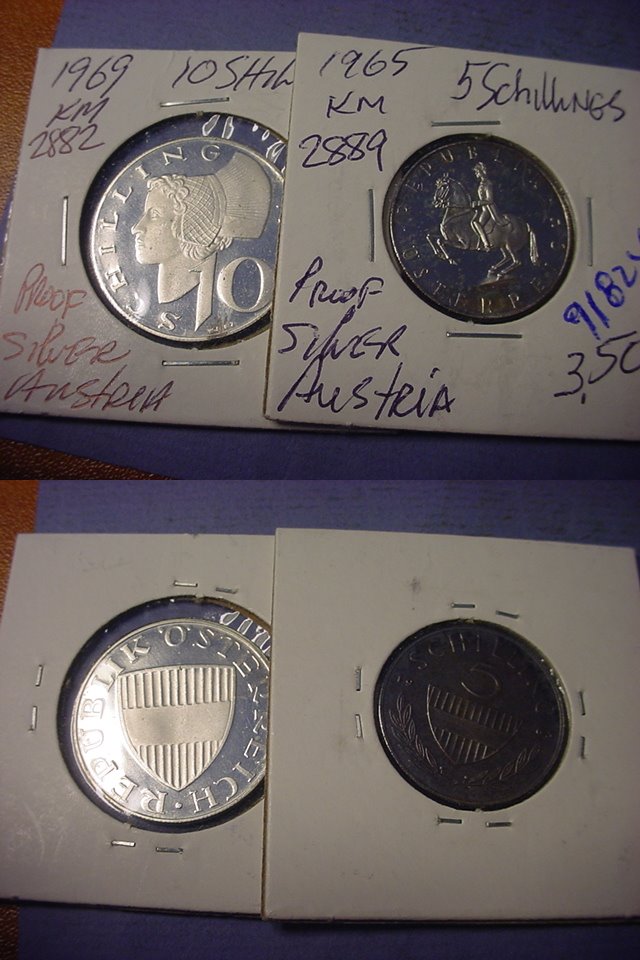 1969 10 SHIL
KM
2882
SCHILLING
10
PROOF
SILVER
AUSTRIA
1965 5 Schillings
KM
2889
REPUBLIK
PROOF
SILVER
AUSTRIA
3,50
REPUBLIK ÖSTERREICH
SCHILLING
5